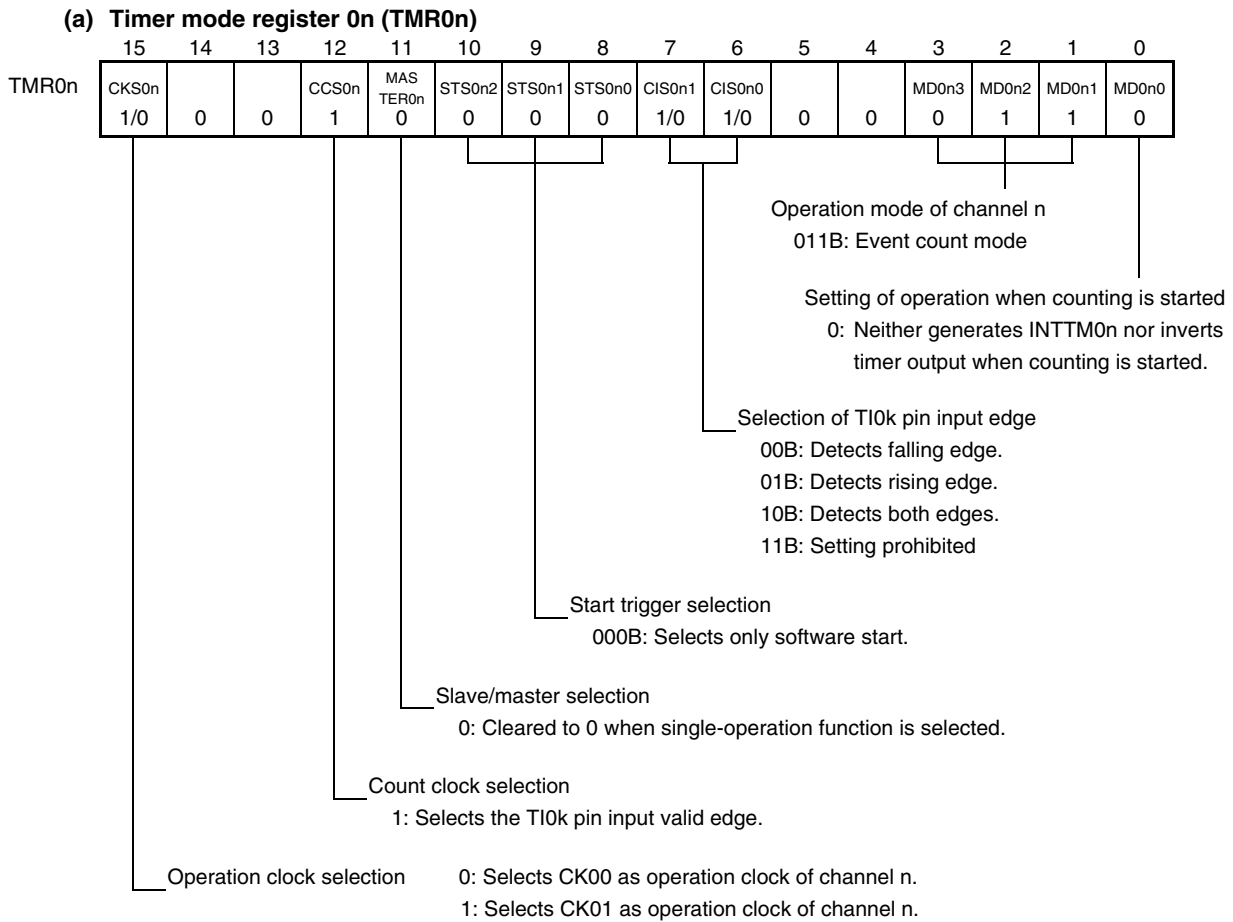 (a) Timer mode register 0n (TMR0n)
15 14 13 12 11 10 9 8 7 6 5 4 3 2 1 0
TMR0n CKS0n CCS0n MAS TER0n STS0n2 STS0n1 STS0n0 CIS0n1 CIS0n0 MD0n3 MD0n2 MD0n1 MD0n0
1/0 0 0 1 0 0 0 0 1/0 1/0 0 0 0 1 1 0
Operation mode of channel n
011B: Event count mode
Setting of operation when counting is started
0: Neither generates INTTM0n nor inverts
timer output when counting is started.
Selection of TI0k pin input edge
00B: Detects falling edge.
01B: Detects rising edge.
10B: Detects both edges.
11B: Setting prohibited
Start trigger selection
000B: Selects only software start.
Slave/master selection
0: Cleared to 0 when single-operation function is selected.
Count clock selection
1: Selects the TI0k pin input valid edge.
Operation clock selection 0: Selects CK00 as operation clock of channel n.
1: Selects CK01 as operation clock of channel n.